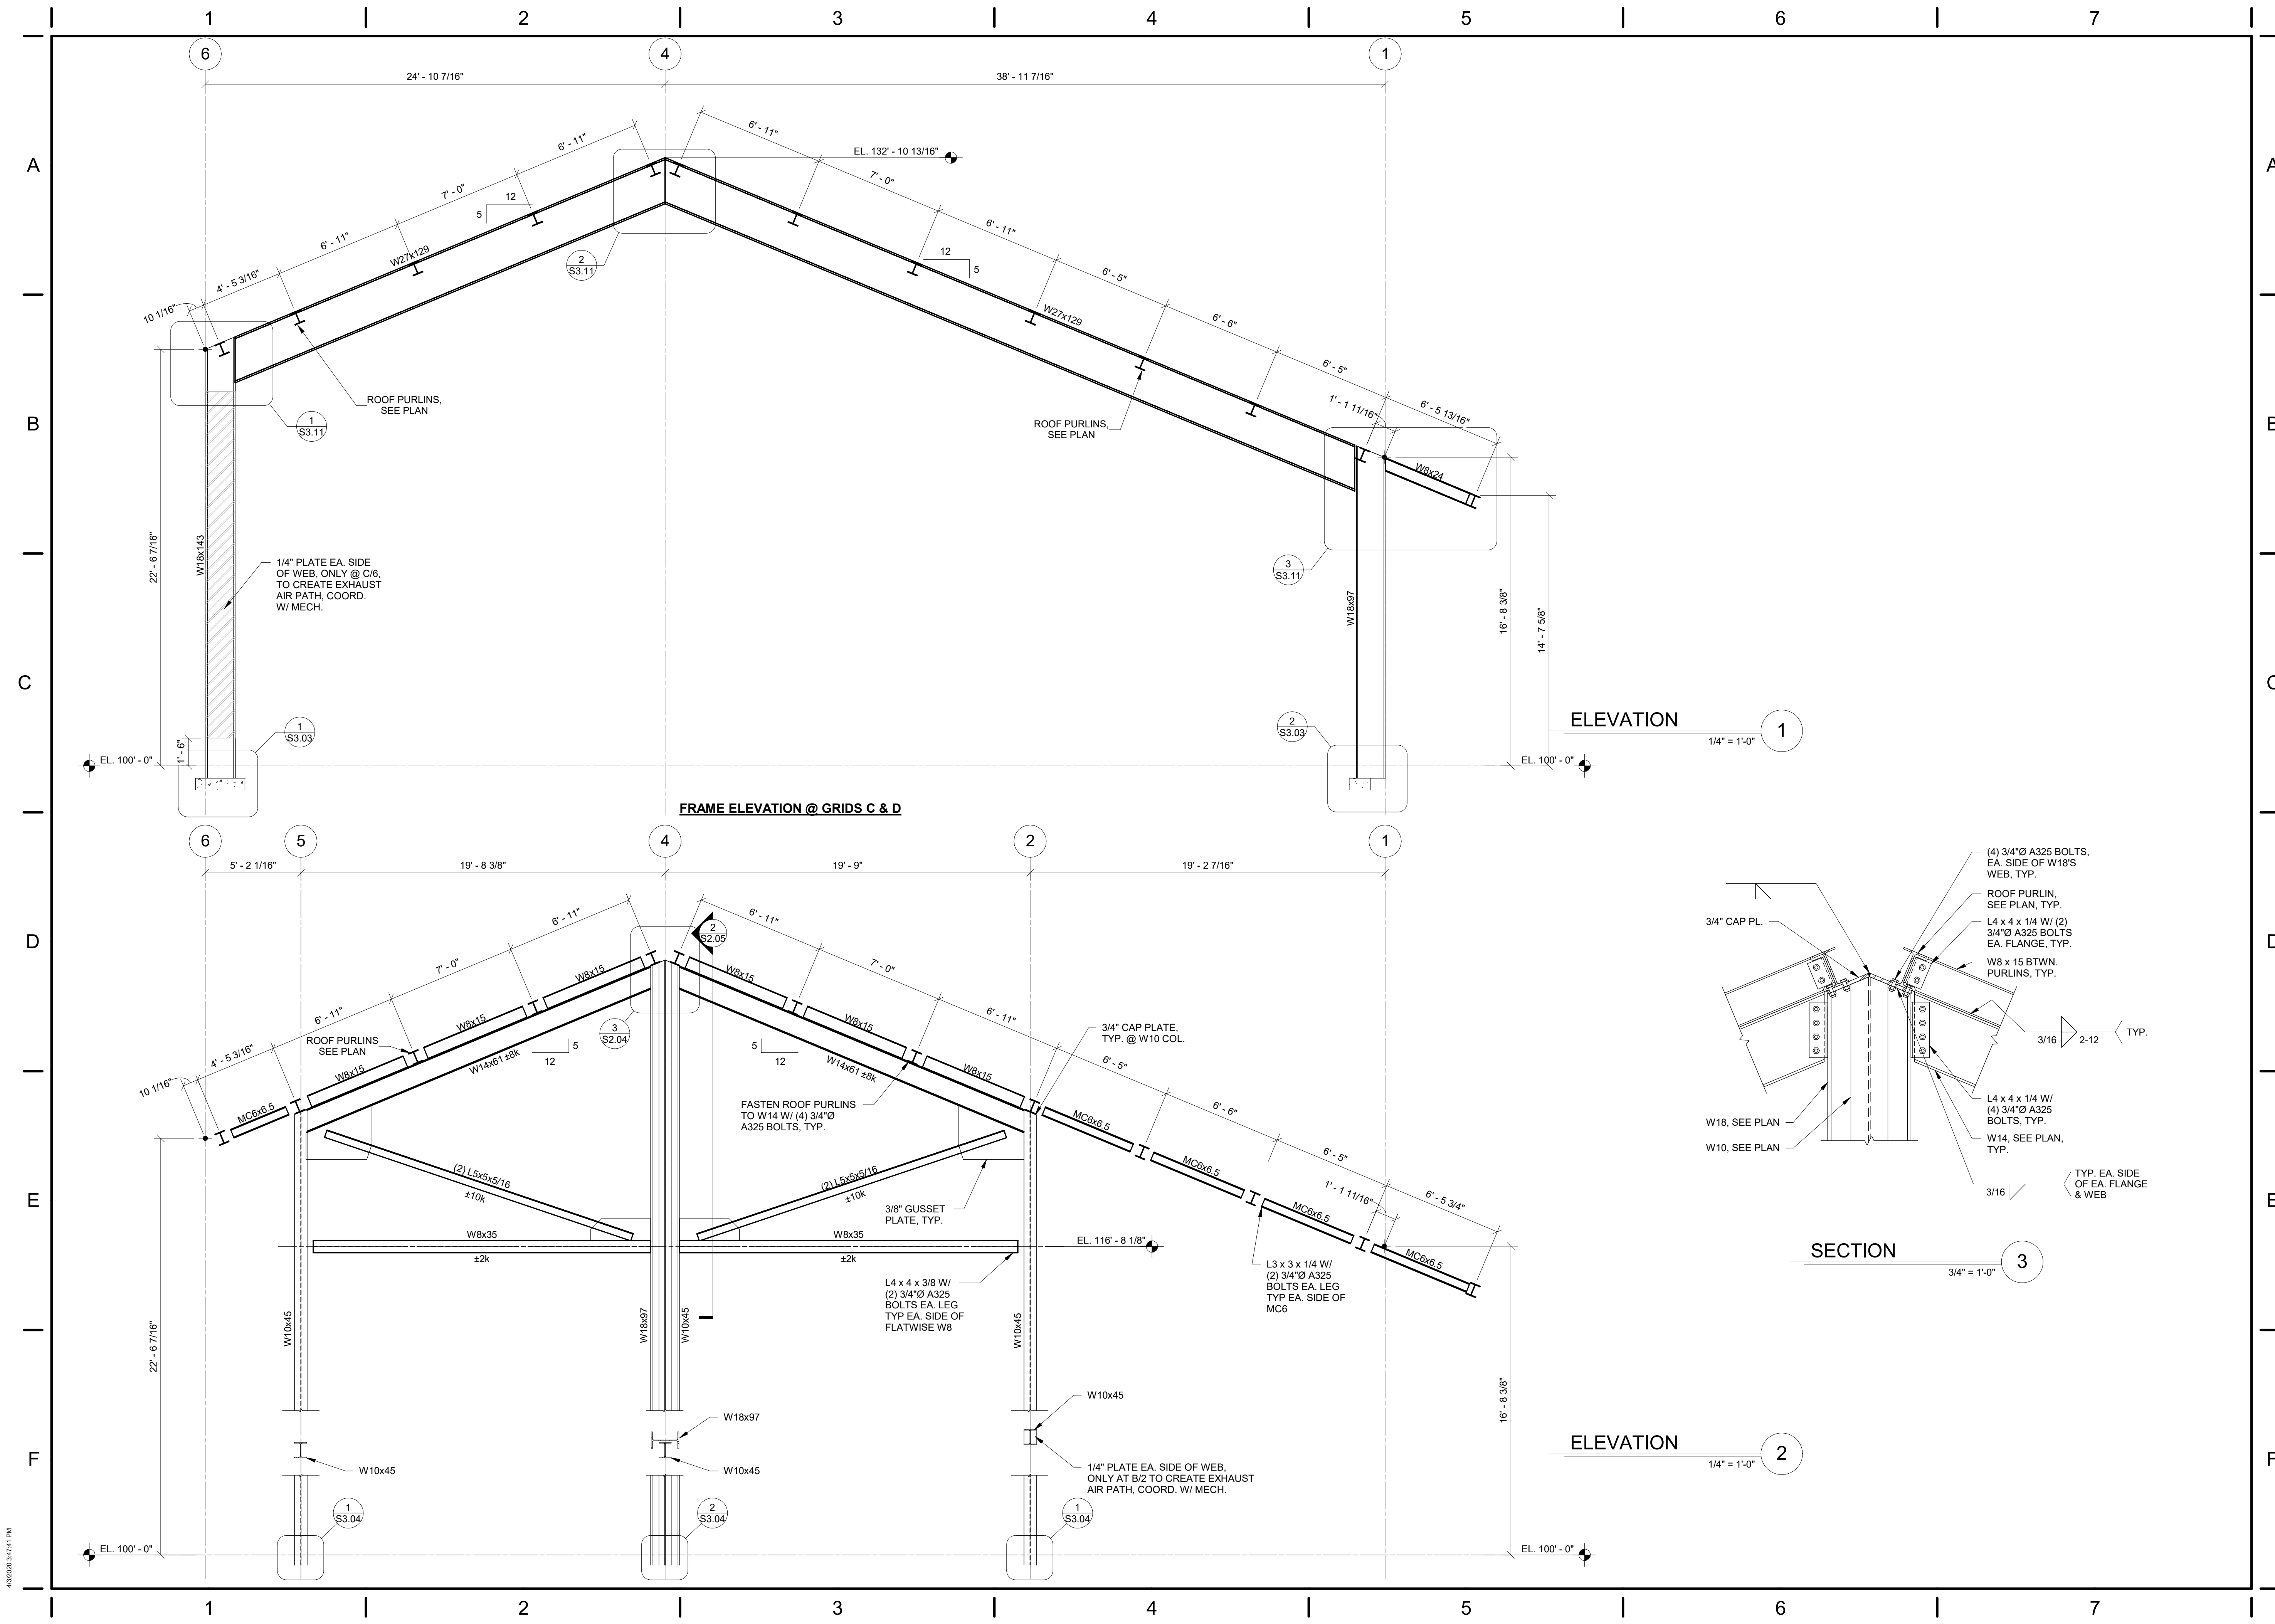 1 2 3 4 5 6 7
A
B
C
D
E
F
A
B
C
D
E
F
6
4
1
24' - 10 7/16"
38' - 11 7/16"
10 1/16"
4' - 5 3/16"
6' - 11"
7' - 0"
6' - 11"
6' - 11"
7' - 0"
6' - 11"
6' - 5"
6' - 6"
6' - 5"
1' - 1 11/16"
6' - 5 13/16"
EL. 132' - 10 13/16"
12
5
12
5
W27x129
W27x129
W8x24
2
S3.11
1
S3.11
3
S3.11
ROOF PURLINS,
SEE PLAN
ROOF PURLINS,
SEE PLAN
22' - 6 7/16"
W18x143
1/4" PLATE EA. SIDE
OF WEB, ONLY @ C/6,
TO CREATE EXHAUST
AIR PATH, COORD.
W/ MECH.
W18x97
16' - 8 3/8"
14' - 7 5/8"
1' - 6"
1
S3.03
2
S3.03
EL. 100' - 0"
EL. 100' - 0"
ELEVATION
1
1/4" = 1'-0"
FRAME ELEVATION @ GRIDS C & D
6
5
4
2
1
5' - 2 1/16"
19' - 8 3/8"
19' - 9"
19' - 2 7/16"
10 1/16"
4' - 5 3/16"
6' - 11"
7' - 0"
6' - 11"
6' - 11"
7' - 0"
6' - 11"
6' - 5"
6' - 6"
6' - 5"
1' - 1 11/16"
6' - 5 3/4"
2
S2.05
3
S2.04
W8x15
W8x15
W8x15
W8x15
W8x15
W8x15
ROOF PURLINS
SEE PLAN
MC6x6.5
W14x61 ±8k
5
12
5
12
W14x61 ±8k
3/4" CAP PLATE,
TYP. @ W10 COL.
FASTEN ROOF PURLINS
TO W14 W/ (4) 3/4"Ø
A325 BOLTS, TYP.
MC6x6.5
MC6x6.5
MC6x6.5
MC6x6.5
(2) L5x5x5/16
±10k
(2) L5x5x5/16
±10k
3/8" GUSSET
PLATE, TYP.
W8x35
±2k
W8x35
±2k
EL. 116' - 8 1/8"
L4 x 4 x 3/8 W/
(2) 3/4"Ø A325
BOLTS EA. LEG
TYP EA. SIDE OF
FLATWISE W8
L3 x 3 x 1/4 W/
(2) 3/4"Ø A325
BOLTS EA. LEG
TYP EA. SIDE OF
MC6
22' - 6 7/16"
W10x45
W18x97
W10x45
W10x45
16' - 8 3/8"
W10x45
W18x97
W10x45
W10x45
1/4" PLATE EA. SIDE OF WEB,
ONLY AT B/2 TO CREATE EXHAUST
AIR PATH, COORD. W/ MECH.
1
S3.04
2
S3.04
1
S3.04
EL. 100' - 0"
EL. 100' - 0"
ELEVATION
2
1/4" = 1'-0"
(4) 3/4"Ø A325 BOLTS,
EA. SIDE OF W18'S
WEB, TYP.
ROOF PURLIN,
SEE PLAN, TYP.
3/4" CAP PL.
L4 x 4 x 1/4 W/ (2)
3/4"Ø A325 BOLTS
EA. FLANGE, TYP.
W8 x 15 BTWN.
PURLINS, TYP.
3/16
2-12
TYP.
L4 x 4 x 1/4 W/
(4) 3/4"Ø A325
BOLTS, TYP.
W18, SEE PLAN
W10, SEE PLAN
W14, SEE PLAN,
TYP.
3/16
TYP. EA. SIDE
OF EA. FLANGE
& WEB
SECTION
3
3/4" = 1'-0"
4/3/2020 3:47:41 PM
1 2 3 4 5 6 7